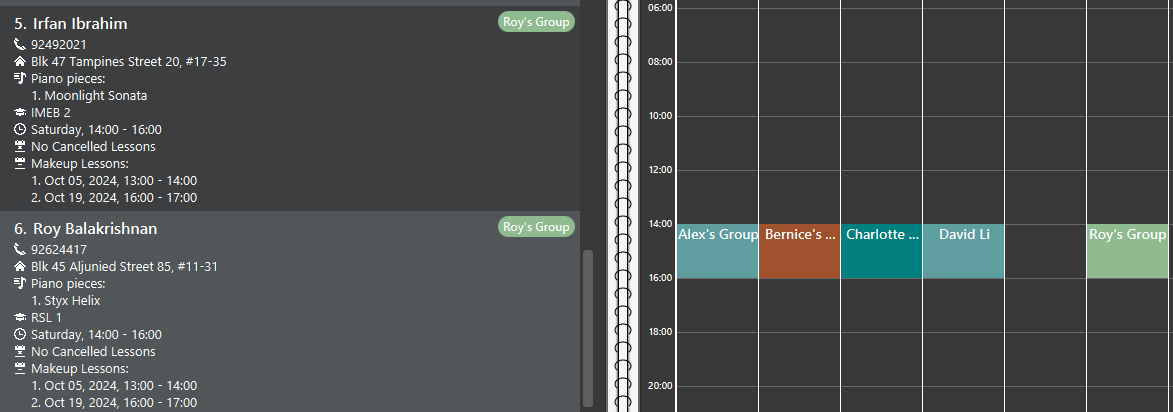 5. Irfan Ibrahim
Roy's Group
92492021
Blk 47 Tampines Street 20, #17-35
Piano pieces:
1. Moonlight Sonata
IMEB 2
Saturday, 14:00 - 16:00
No Cancelled Lessons
Makeup Lessons:
1. Oct 05, 2024, 13:00 - 14:00
2. Oct 19, 2024, 16:00 - 17:00
6. Roy Balakrishnan
Roy's Group
92624417
Blk 45 Aljunied Street 85, #11-31
Piano pieces:
1. Styx Helix
RSL 1
Saturday, 14:00 - 16:00
No Cancelled Lessons
Makeup Lessons:
1. Oct 05, 2024, 13:00 - 14:00
2. Oct 19, 2024, 16:00 - 17:00
06:00
08:00
10:00
12:00
14:00
Alex's Group
Bernice's ...
Charlotte ...
David Li
Roy's Group
16:00
18:00
20:00